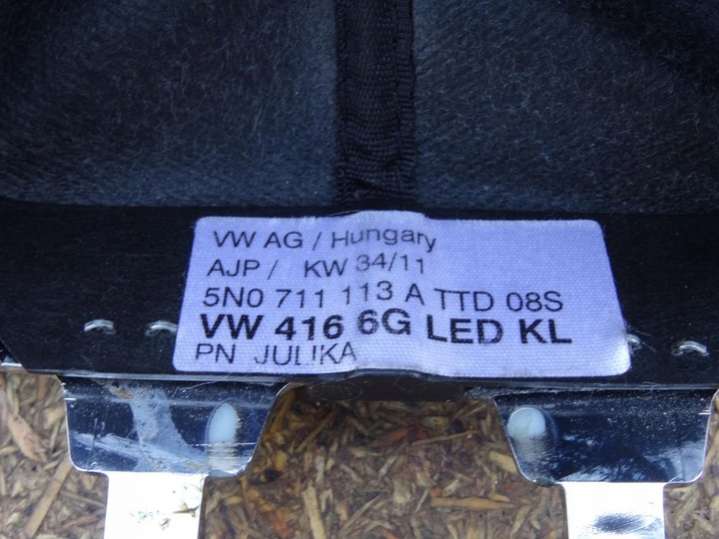 VW AG / Hungary
AJP / KW 34/11
5N0 711 113 A TTD 08S
VW 416 6G LED KL
PN JULIKA